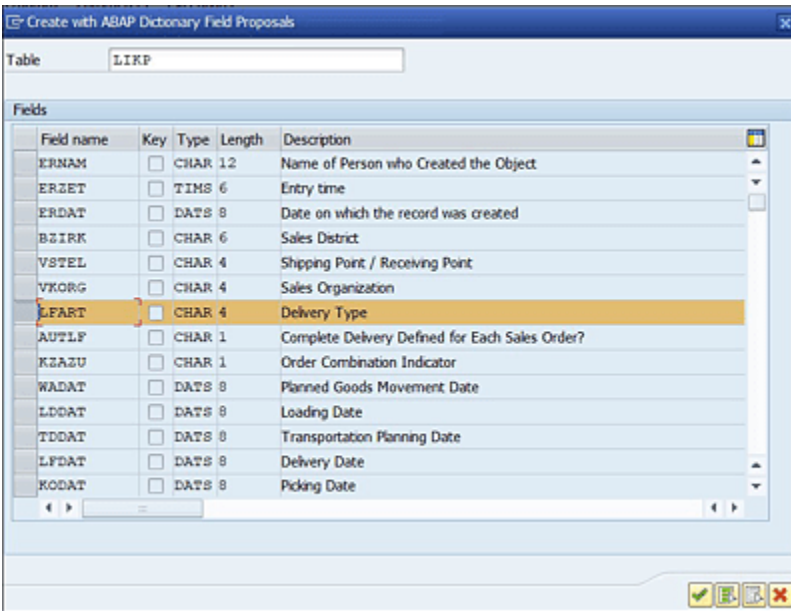 Create with ABAP Dictionary Field Proposals
Table LIKP
Fields
Field name Key Type Length Description
ERNAM CHAR 12 Name of Person who Created the Object
ERZET TIMS 6 Entry time
ERDAT DATS 8 Date on which the record was created
BZIRK CHAR 6 Sales District
VSTEL CHAR 4 Shipping Point / Receiving Point
VKORG CHAR 4 Sales Organization
LFART CHAR 4 Delivery Type
AUTLF CHAR 1 Complete Delivery Defined for Each Sales Order?
KZAZU CHAR 1 Order Combination Indicator
WADAT DATS 8 Planned Goods Movement Date
LDDAT DATS 8 Loading Date
TDDAT DATS 8 Transportation Planning Date
LFDAT DATS 8 Delivery Date
KODAT DATS 8 Picking Date